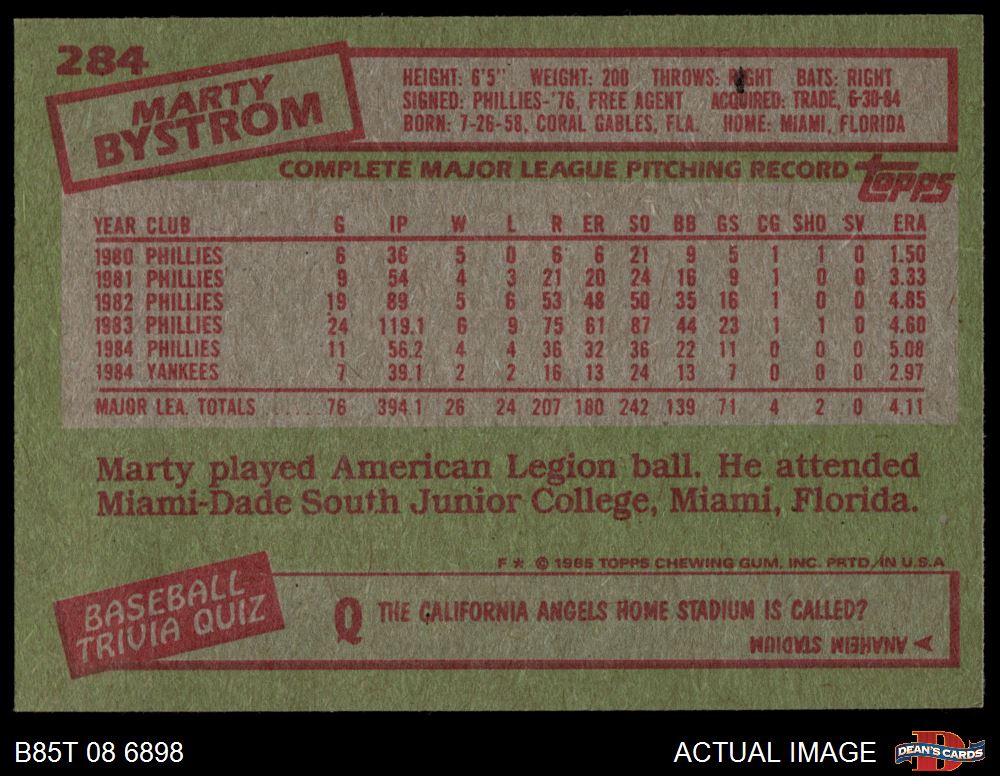 284
MARTY
BYSTROM
HEIGHT: 6'5" WEIGHT: 200 THROWS: RIGHT BATS: RIGHT
SIGNED: PHILLIES-'76, FREE AGENT ACQUIRED: TRADE, 6-30-84
BORN: 7-26-58, CORAL GABLES, FLA. HOME: MIAMI, FLORIDA
COMPLETE MAJOR LEAGUE PITCHING RECORD topps
YEAR CLUB G IP W L R ER SO BB GS CG SHO SV ERA
1980 PHILLIES 6 36 5 0 6 6 21 9 5 1 1 0 1.50
1981 PHILLIES 9 54 4 3 21 20 24 16 9 1 0 0 3.33
1982 PHILLIES 19 89 5 6 53 48 50 35 16 1 0 0 4.85
1983 PHILLIES 24 119.1 6 9 75 61 87 44 23 1 1 0 4.60
1984 PHILLIES 11 56.2 4 4 36 32 36 22 11 0 0 0 5.08
1984 YANKEES 7 39.1 2 2 16 13 24 13 7 0 0 0 2.97
MAJOR LEA. TOTALS ...... 76 394.1 26 24 207 180 242 139 71 4 2 0 4.11
Marty played American Legion ball. He attended
Miami-Dade South Junior College, Miami, Florida.
F * © 1985 TOPPS CHEWING GUM, INC. PRTD. IN U.S.A
BASEBALL
TRIVIA QUIZ
Q THE CALIFORNIA ANGELS HOME STADIUM IS CALLED?
ANAHEIM STADIUM
B85T 08 6898
ACTUAL IMAGE
D
DEAN'S CARDS